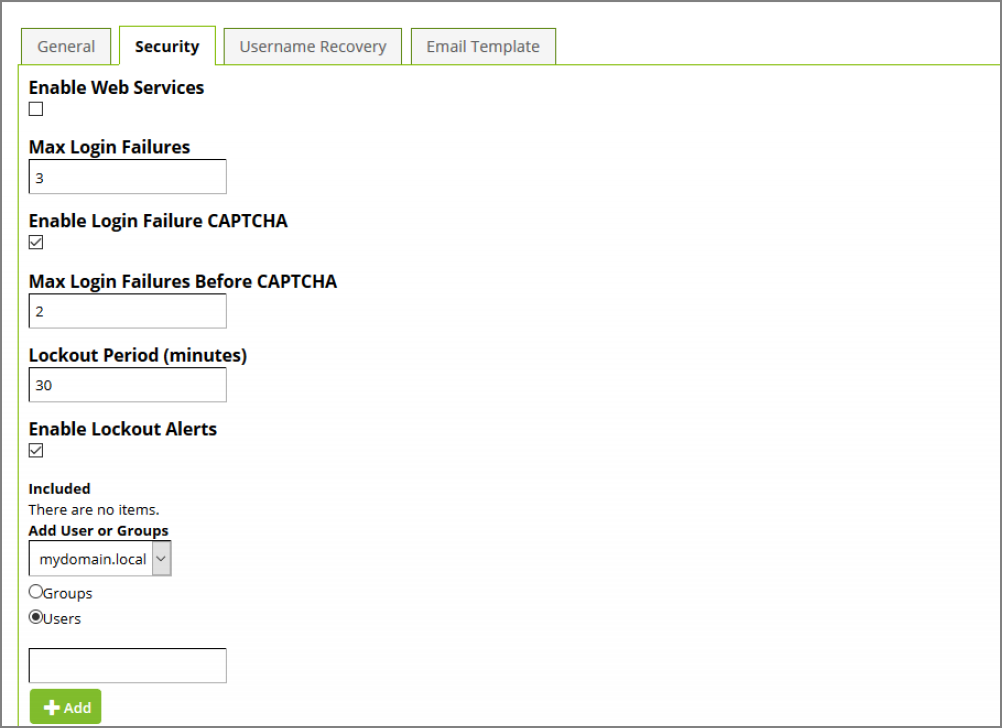 General Security Username Recovery Email Template
Enable Web Services
Max Login Failures
3
Enable Login Failure CAPTCHA
Max Login Failures Before CAPTCHA
2
Lockout Period (minutes)
30
Enable Lockout Alerts
Included
There are no items.
Add User or Groups
mydomain.local
Groups
Users
Add